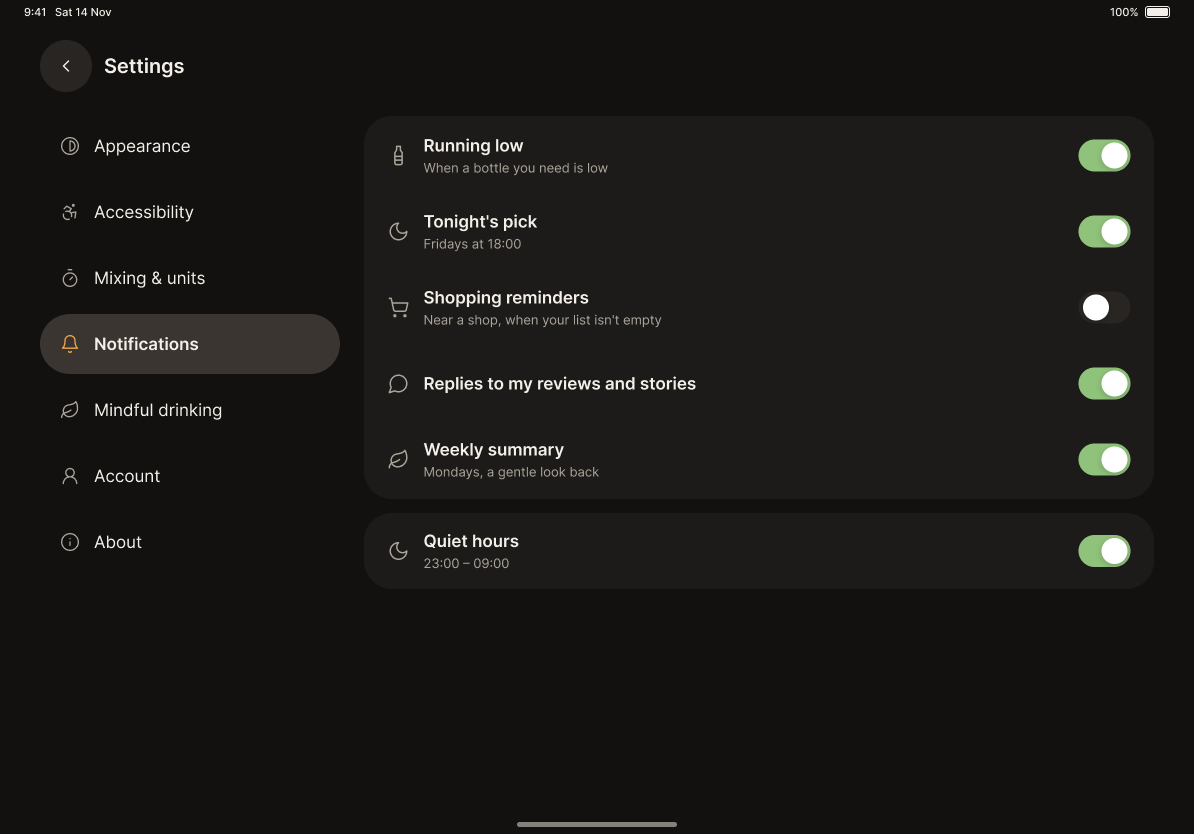 9:41 Sat 14 Nov
100%
Settings
Appearance
Accessibility
Mixing & units
Notifications
Mindful drinking
Account
About
Running low
When a bottle you need is low
Tonight's pick
Fridays at 18:00
Shopping reminders
Near a shop, when your list isn't empty
Replies to my reviews and stories
Weekly summary
Mondays, a gentle look back
Quiet hours
23:00 – 09:00